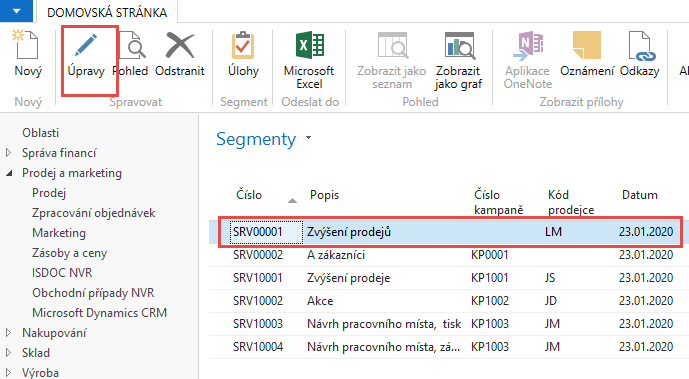 DOMOVSKÁ STRÁNKA
Nový Úpravy Pohled Odstranit Úlohy Microsoft Excel Zobrazit jako seznam Zobrazit jako graf Aplikace OneNote Oznámení Odkazy
Nový Spravovat Segment Odeslat do Pohled Zobrazit přílohy
Oblasti
Správa financí
Prodej a marketing
Prodej
Zpracování objednávek
Marketing
Zásoby a ceny
ISDOC NVR
Obchodní případy NVR
Microsoft Dynamics CRM
Nakupování
Sklad
Výroba
Segmenty
Číslo Popis Číslo kampaně Kód prodejce Datum
SRV00001 Zvýšení prodejů LM 23.01.2020
SRV00002 A zákazníci KP0001 23.01.2020
SRV10001 Zvýšení prodeje KP1001 JS 23.01.2020
SRV10002 Akce KP1002 JD 23.01.2020
SRV10003 Návrh pracovního místa, tisk KP1003 JM 23.01.2020
SRV10004 Návrh pracovního místa, zá... KP1003 JM 23.01.2020